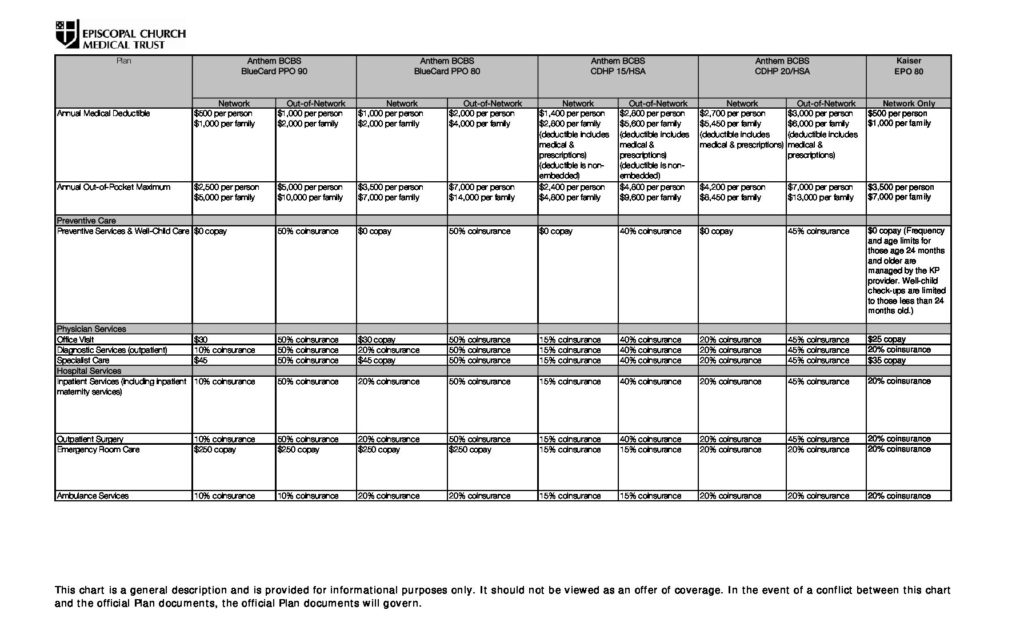 EPISCOPAL CHURCH
MEDICAL TRUST
Plan
Anthem BCBS
BlueCard PPO 90
Anthem BCBS
BlueCard PPO 80
Anthem BCBS
CDHP 15/HSA
Anthem BCBS
CDHP 20/HSA
Kaiser
EPO 80
Network
Out-of-Network
Network
Out-of-Network
Network
Out-of-Network
Network
Out-of-Network
Network Only
Annual Medical Deductible
$500 per person
$1,000 per family
$1,000 per person
$2,000 per family
$1,000 per person
$2,000 per family
$2,000 per person
$4,000 per family
$1,400 per person
$2,800 per family
(deductible includes
medical &
prescriptions)
(deductible is non-
embedded)
$2,800 per person
$5,600 per family
(deductible includes
medical &
prescriptions)
(deductible is non-
embedded)
$2,700 per person
$5,450 per family
(deductible includes
medical & prescriptions)
$3,000 per person
$6,000 per family
(deductible includes
medical &
prescriptions)
$500 per person
$1,000 per family
Annual Out-of-Pocket Maximum
$2,500 per person
$5,000 per family
$5,000 per person
$10,000 per family
$3,500 per person
$7,000 per family
$7,000 per person
$14,000 per family
$2,400 per person
$4,800 per family
$4,800 per person
$9,600 per family
$4,200 per person
$8,450 per family
$7,000 per person
$13,000 per family
$3,500 per person
$7,000 per family
Preventive Care
Preventive Services & Well-Child Care
$0 copay
50% coinsurance
$0 copay
50% coinsurance
$0 copay
40% coinsurance
$0 copay
45% coinsurance
$0 copay (Frequency
and age limits for
those age 24 months
and older are
managed by the KP
provider. Well-child
check-ups are limited
to those less than 24
months old.)
Physician Services
Office Visit
$30
50% coinsurance
$30 copay
50% coinsurance
15% coinsurance
40% coinsurance
20% coinsurance
45% coinsurance
$25 copay
Diagnostic Services (outpatient)
10% coinsurance
50% coinsurance
20% coinsurance
50% coinsurance
15% coinsurance
40% coinsurance
20% coinsurance
45% coinsurance
20% coinsurance
Specialist Care
$45
50% coinsurance
$45 copay
50% coinsurance
15% coinsurance
40% coinsurance
20% coinsurance
45% coinsurance
$35 copay
Hospital Services
Inpatient Services (including inpatient
maternity services)
10% coinsurance
50% coinsurance
20% coinsurance
50% coinsurance
15% coinsurance
40% coinsurance
20% coinsurance
45% coinsurance
20% coinsurance
Outpatient Surgery
10% coinsurance
50% coinsurance
20% coinsurance
50% coinsurance
15% coinsurance
40% coinsurance
20% coinsurance
45% coinsurance
20% coinsurance
Emergency Room Care
$250 copay
$250 copay
$250 copay
$250 copay
15% coinsurance
15% coinsurance
20% coinsurance
20% coinsurance
20% coinsurance
Ambulance Services
10% coinsurance
10% coinsurance
20% coinsurance
20% coinsurance
15% coinsurance
15% coinsurance
20% coinsurance
20% coinsurance
20% coinsurance
This chart is a general description and is provided for informational purposes only. It should not be viewed as an offer of coverage. In the event of a conflict between this chart
and the official Plan documents, the official Plan documents will govern.